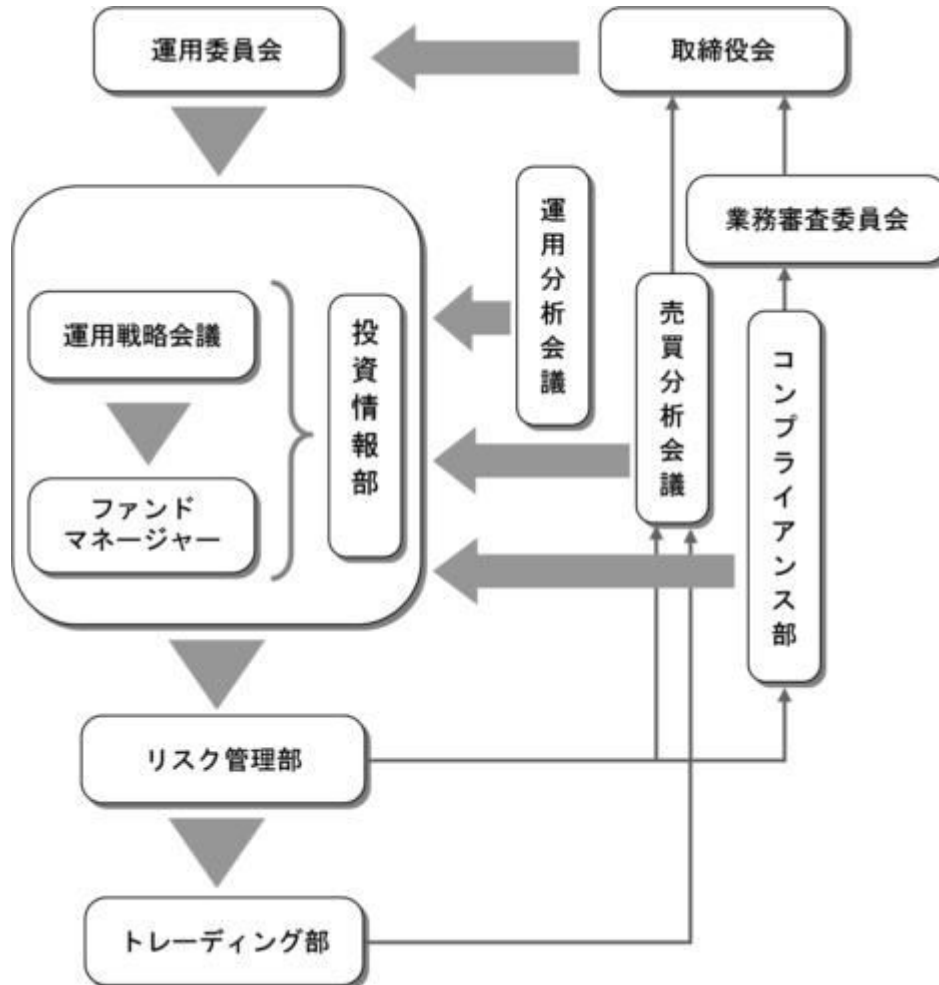 運用委員会
取締役会
運用分析会議
業務審査委員会
運用戦略会議
投資情報部
売買分析会議
コンプライアンス部
ファンド
マネージャー
リスク管理部
トレーディング部